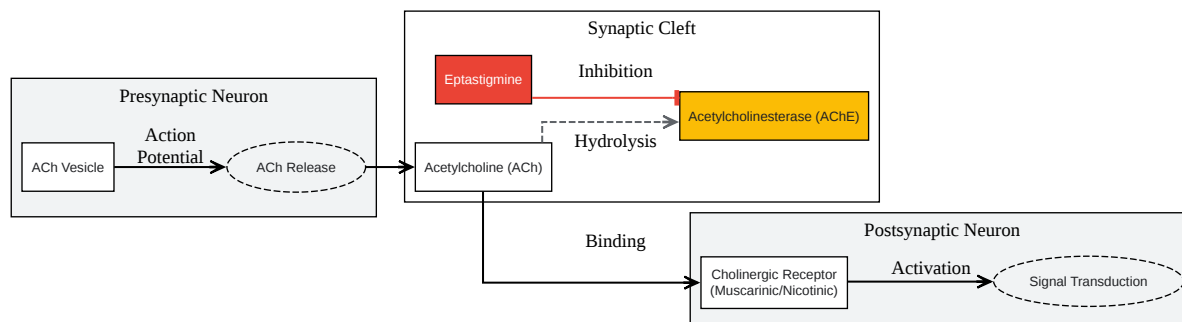 Synaptic Cleft
Eptastigmine
Inhibition
Presynaptic Neuron
Acetylcholinesterase (AChE)
Action
Potential
Hydrolysis
ACh Vesicle
ACh Release
Acetylcholine (ACh)
Postsynaptic Neuron
Binding
Activation
Cholinergic Receptor
(Muscarinic/Nicotinic)
Signal Transduction